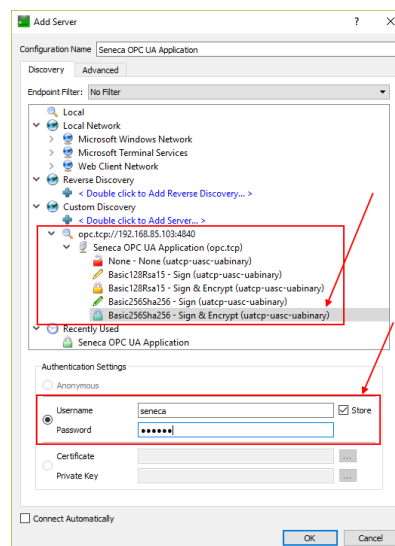 Add Server ? ×
Configuration Name Seneca OPC UA Application
Discovery Advanced
Endpoint Filter: No Filter
Local
Local Network
Microsoft Windows Network
Microsoft Terminal Services
Web Client Network
Reverse Discovery
< Double click to Add Reverse Discovery... >
Custom Discovery
< Double click to Add Server... >
opc.tcp://192.168.85.103:4840
Seneca OPC UA Application (opc.tcp)
None - None (uatcp-uasc-uabinary)
Basic128Rsa15 - Sign (uatcp-uasc-uabinary)
Basic128Rsa15 - Sign & Encrypt (uatcp-uasc-uabinary)
Basic256Sha256 - Sign (uatcp-uasc-uabinary)
Basic256Sha256 - Sign & Encrypt (uatcp-uasc-uabinary)
Recently Used
Seneca OPC UA Application
Authentication Settings
Anonymous
Username seneca Store
Password ●●●●●●
Certificate ...
Private Key ...
Connect Automatically
OK Cancel